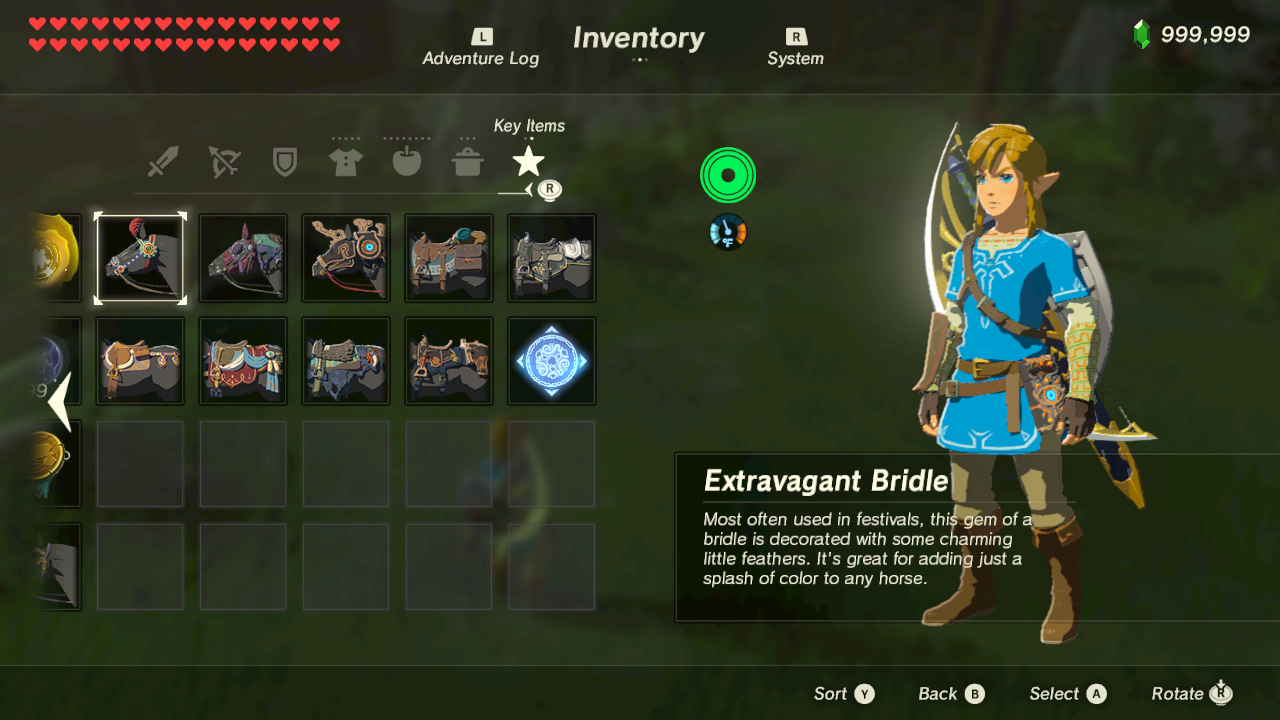 L
Adventure Log
Inventory
R
System
999,999
Key Items
R
°F
99
Extravagant Bridle
Most often used in festivals, this gem of a
bridle is decorated with some charming
little feathers. It's great for adding just a
splash of color to any horse.
Sort Y
Back B
Select A
Rotate R